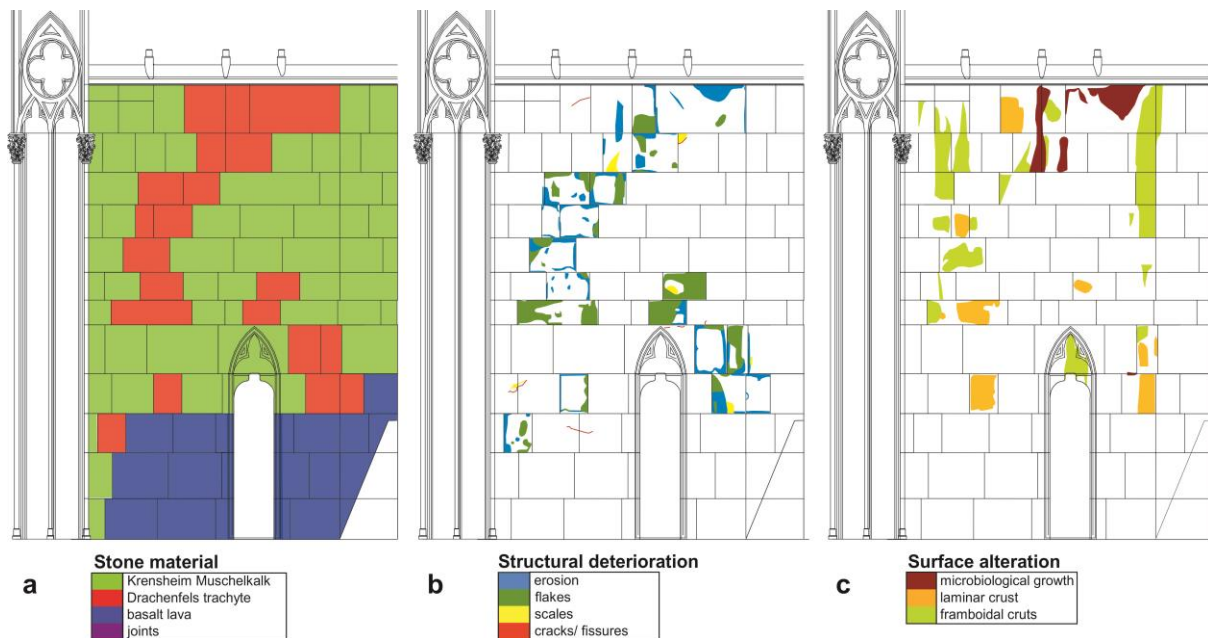 a
Stone material
Krensheim Muschelkalk
Drachenfels trachyte
basalt lava
joints
b
Structural deterioration
erosion
flakes
scales
cracks/ fissures
c
Surface alteration
microbiological growth
laminar crust
framboidal cruts